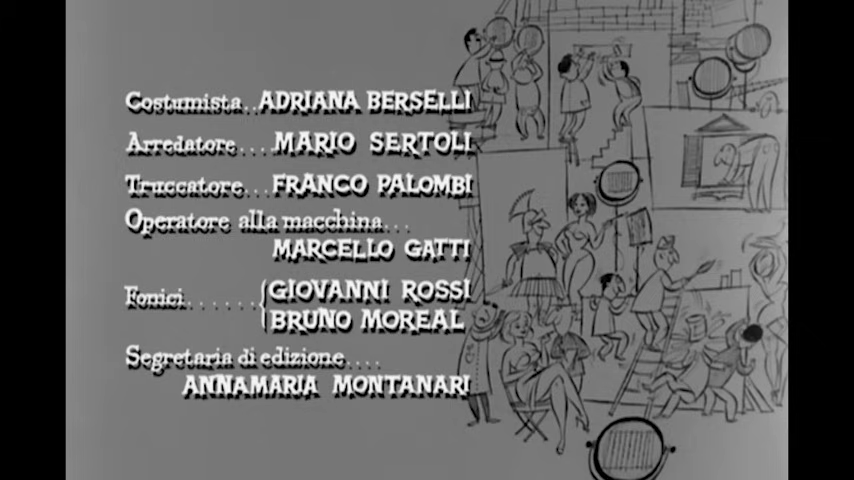 Costumista..ADRIANA BERSELLI
Arredatore....MARIO SERTOLI
Truccatore...FRANCO PALOMBI
Operatore alla macchina...
MARCELLO GATTI
Fonici.......{GIOVANNI ROSSI
BRUNO MOREAL
Segretaria di edizione....
ANNAMARIA MONTANARI